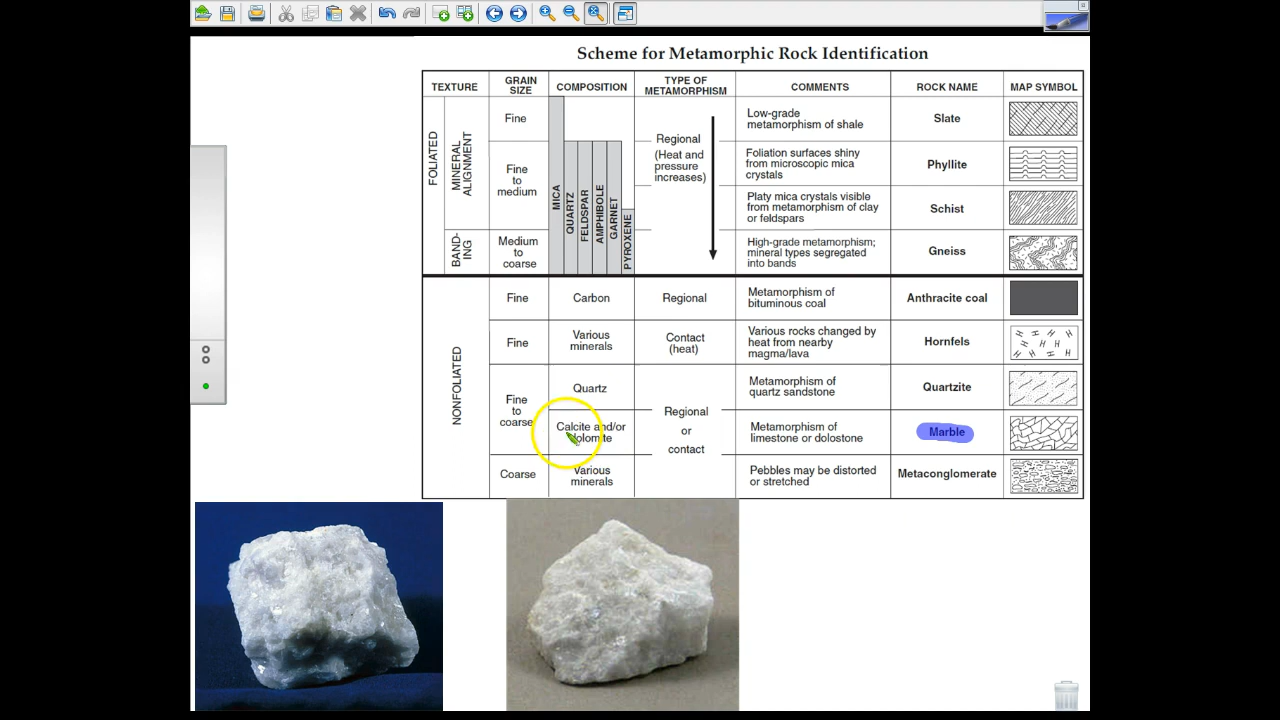 Scheme for Metamorphic Rock Identification
TEXTURE
GRAIN
SIZE
COMPOSITION
TYPE OF
METAMORPHISM
COMMENTS
ROCK NAME
MAP SYMBOL
FOLIATED
MINERAL
ALIGNMENT
Fine
MICA
QUARTZ
FELDSPAR
AMPHIBOLE
GARNET
PYROXENE
Regional
(Heat and
pressure
increases)
Low-grade
metamorphism of shale
Slate
Fine
to
medium
Foliation surfaces shiny
from microscopic mica
crystals
Phyllite
Platy mica crystals visible
from metamorphism of clay
or feldspars
Schist
BAND-
ING
Medium
to
coarse
High-grade metamorphism;
mineral types segregated
into bands
Gneiss
NONFOLIATED
Fine
Carbon
Regional
Metamorphism of
bituminous coal
Anthracite coal
Fine
Various
minerals
Contact
(heat)
Various rocks changed by
heat from nearby
magma/lava
Hornfels
H H H H
H H H
H H H H
Fine
to
coarse
Quartz
Regional
or
contact
Metamorphism of
quartz sandstone
Quartzite
Calcite and/or
dolomite
Metamorphism of
limestone or dolostone
Marble
Coarse
Various
minerals
Pebbles may be distorted
or stretched
Metaconglomerate